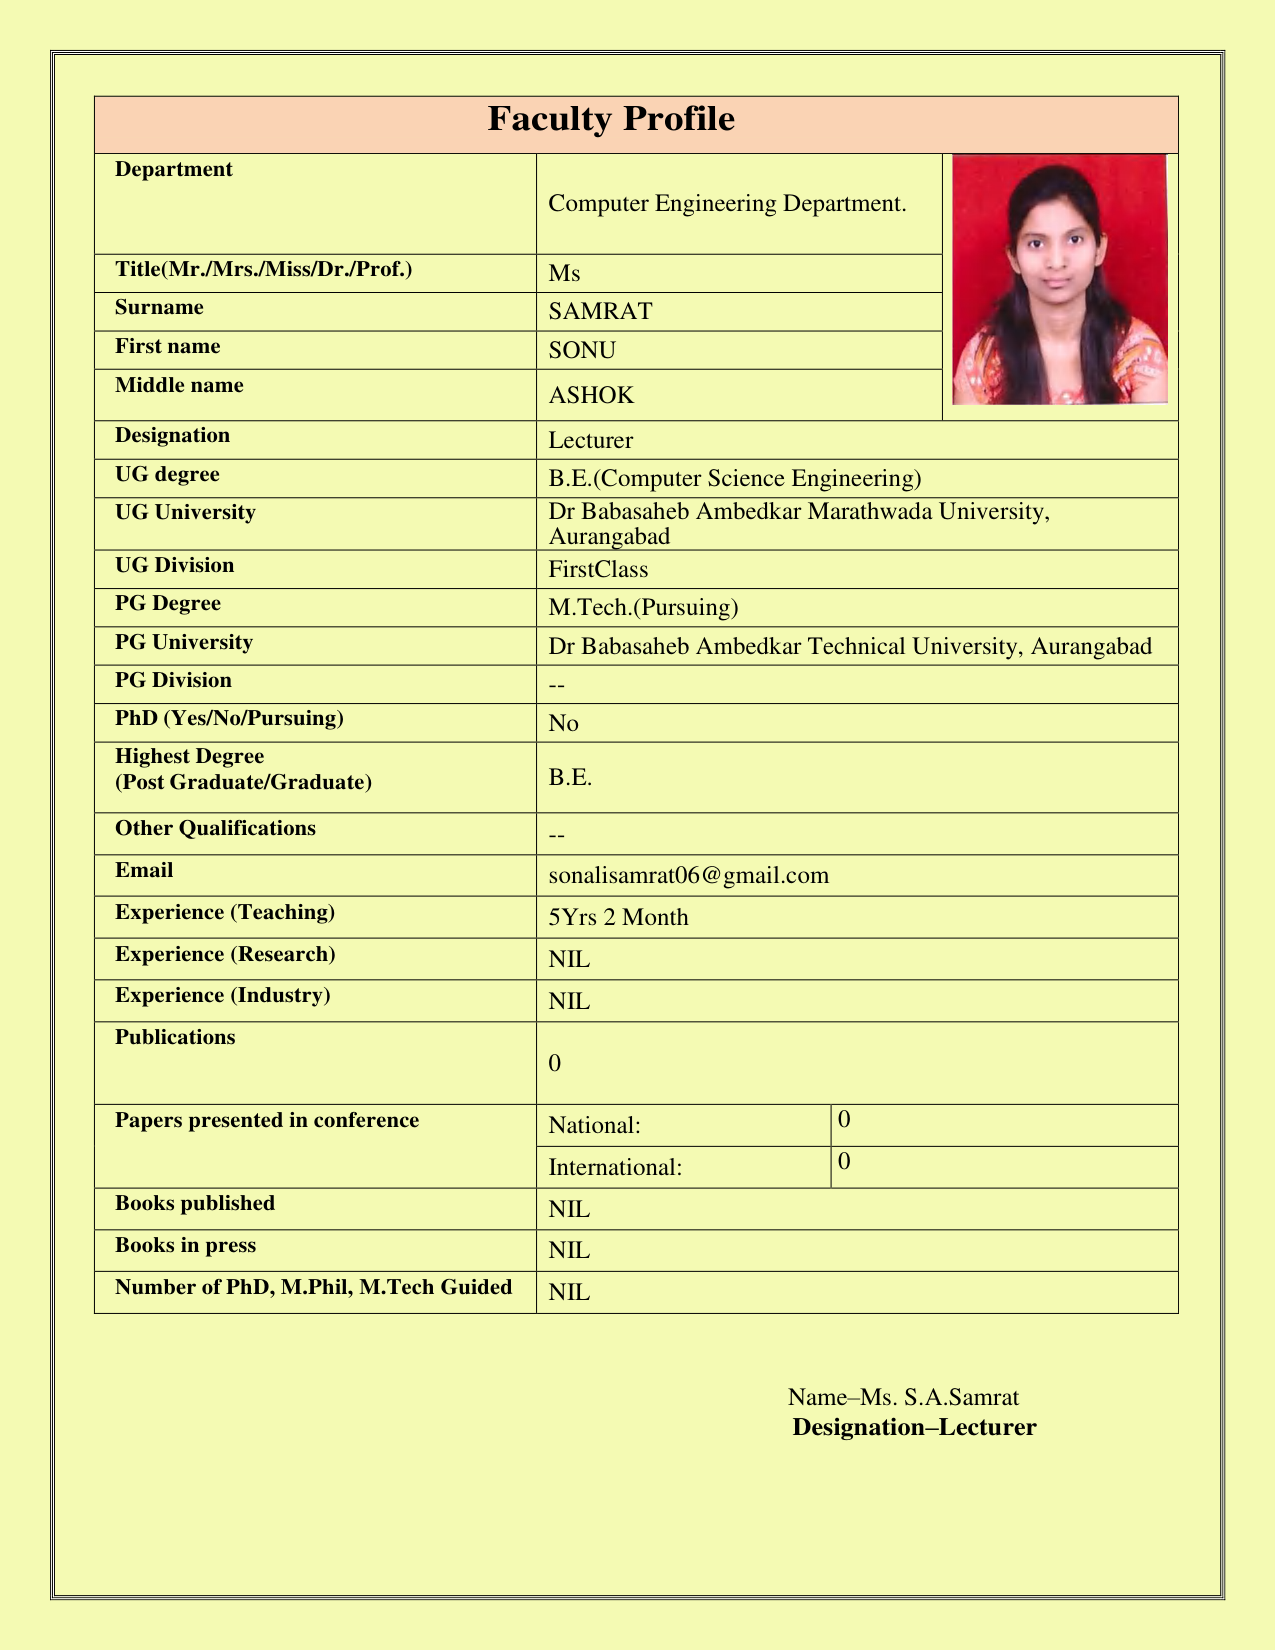 Faculty Profile
Department
Computer Engineering Department.
Title(Mr./Mrs./Miss/Dr./Prof.)
Ms
Surname
SAMRAT
First name
SONU
Middle name
ASHOK
Designation
Lecturer
UG degree
B.E.(Computer Science Engineering)
UG University
Dr Babasaheb Ambedkar Marathwada University,
Aurangabad
UG Division
FirstClass
PG Degree
M.Tech.(Pursuing)
PG University
Dr Babasaheb Ambedkar Technical University, Aurangabad
PG Division
--
PhD (Yes/No/Pursuing)
No
Highest Degree
(Post Graduate/Graduate)
B.E.
Other Qualifications
--
Email
sonalisamrat06@gmail.com
Experience (Teaching)
5Yrs 2 Month
Experience (Research)
NIL
Experience (Industry)
NIL
Publications
0
Papers presented in conference
National:
0
International:
0
Books published
NIL
Books in press
NIL
Number of PhD, M.Phil, M.Tech Guided
NIL
Name–Ms. S.A.Samrat
Designation–Lecturer